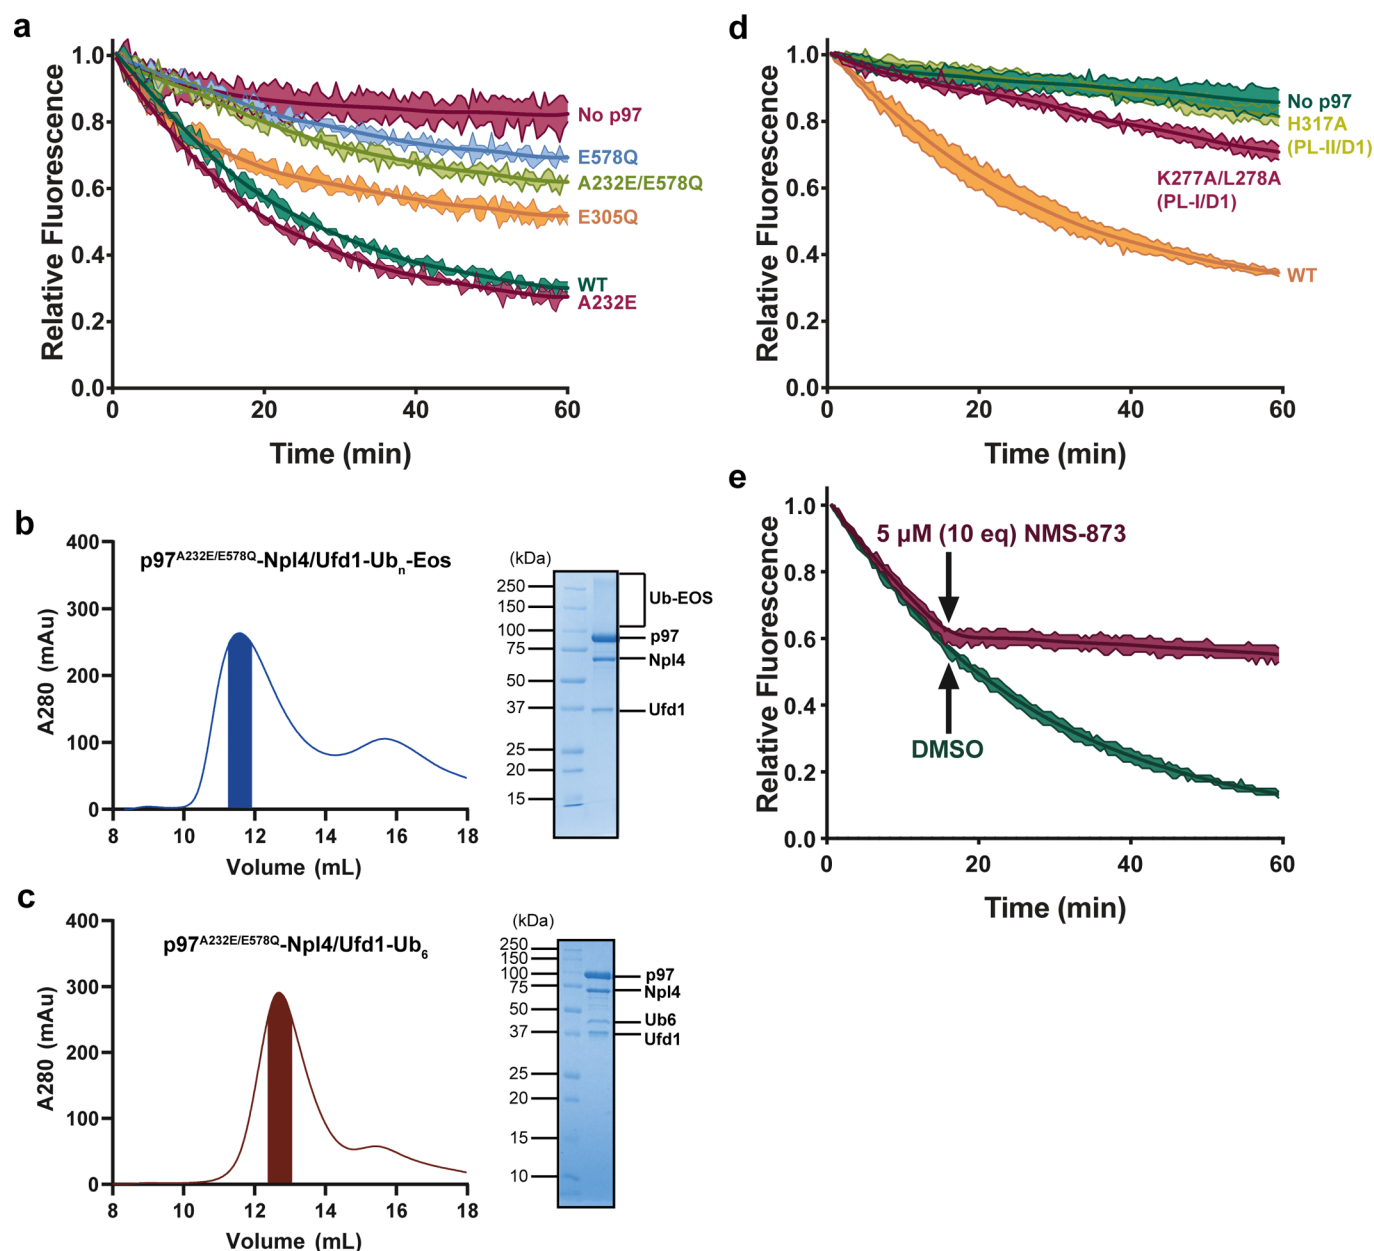 a
Relative Fluorescence
1.0
0.8
0.6
0.4
0.2
0.0
0
20
40
60
Time (min)
No p97
E578Q
A232E/E578Q
E305Q
WT
A232E
d
Relative Fluorescence
1.0
0.8
0.6
0.4
0.2
0.0
0
20
40
60
Time (min)
No p97
H317A
(PL-II/D1)
K277A/L278A
(PL-I/D1)
WT
b
p97A232E/E578Q-Npl4/Ufd1-Ubn-Eos
A280 (mAu)
400
300
200
100
0
8
10
12
14
16
18
Volume (mL)
(kDa)
250
150
100
75
50
37
25
20
15
Ub-EOS
p97
Npl4
Ufd1
e
Relative Fluorescence
1.0
0.8
0.6
0.4
0.2
0.0
0
20
40
60
Time (min)
5 µM (10 eq) NMS-873
DMSO
c
p97A232E/E578Q-Npl4/Ufd1-Ub6
A280 (mAu)
400
300
200
100
0
8
10
12
14
16
18
Volume (mL)
(kDa)
250
150
100
75
50
37
25
20
15
10
p97
Npl4
Ub6
Ufd1